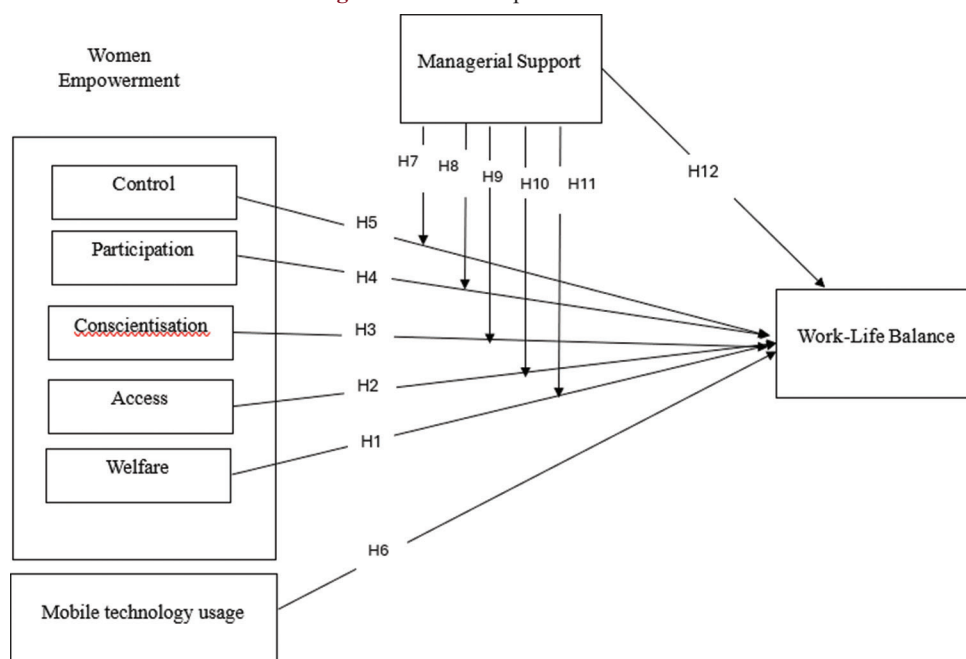 Women
Empowerment
Managerial Support
Control
Participation
Conscientisation
Access
Welfare
Mobile technology usage
H5
H4
H3
H2
H1
H6
H7
H8
H9
H10
H11
H12
Work-Life Balance